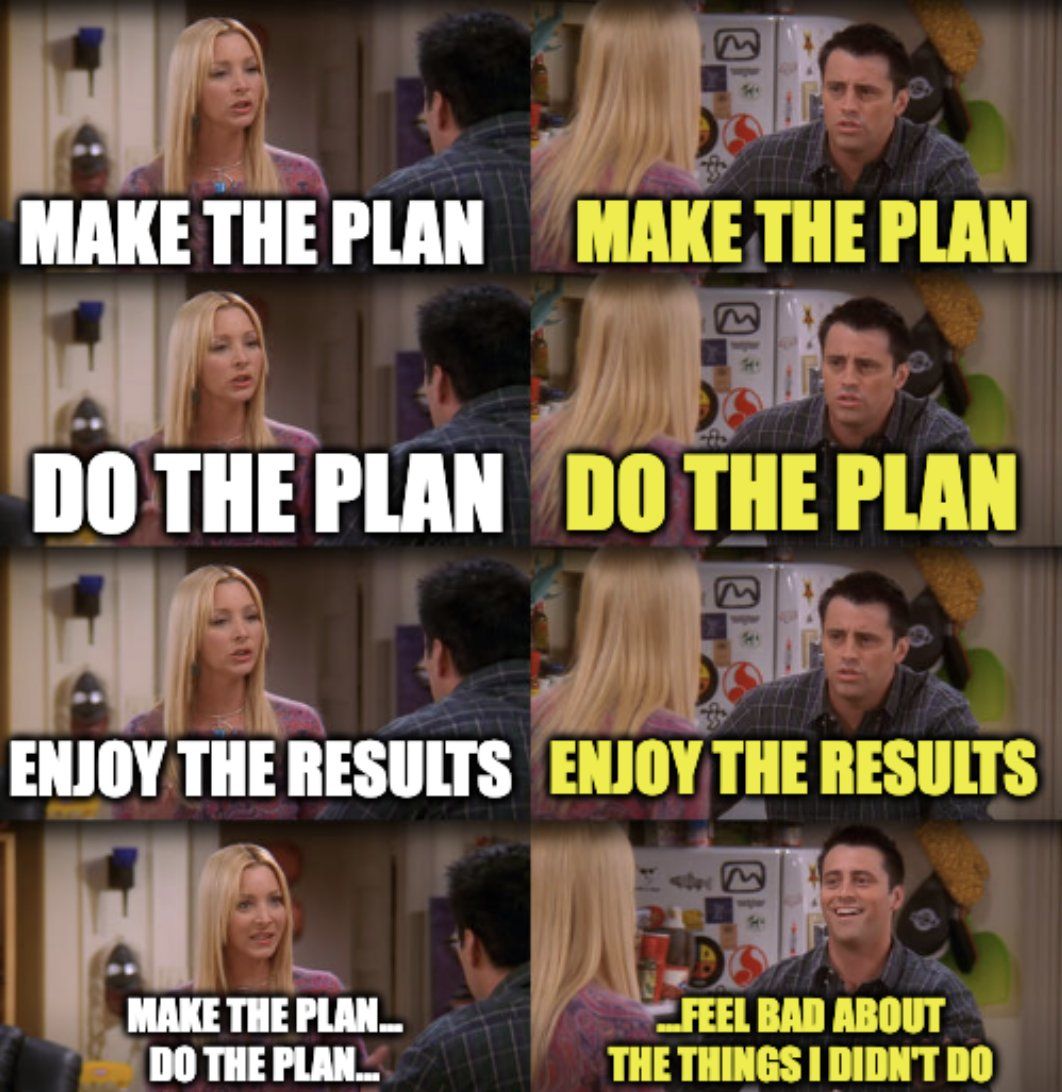 MAKE THE PLAN
MAKE THE PLAN
DO THE PLAN
DO THE PLAN
ENJOY THE RESULTS
ENJOY THE RESULTS
MAKE THE PLAN...
DO THE PLAN...
...FEEL BAD ABOUT
THE THINGS I DIDN'T DO